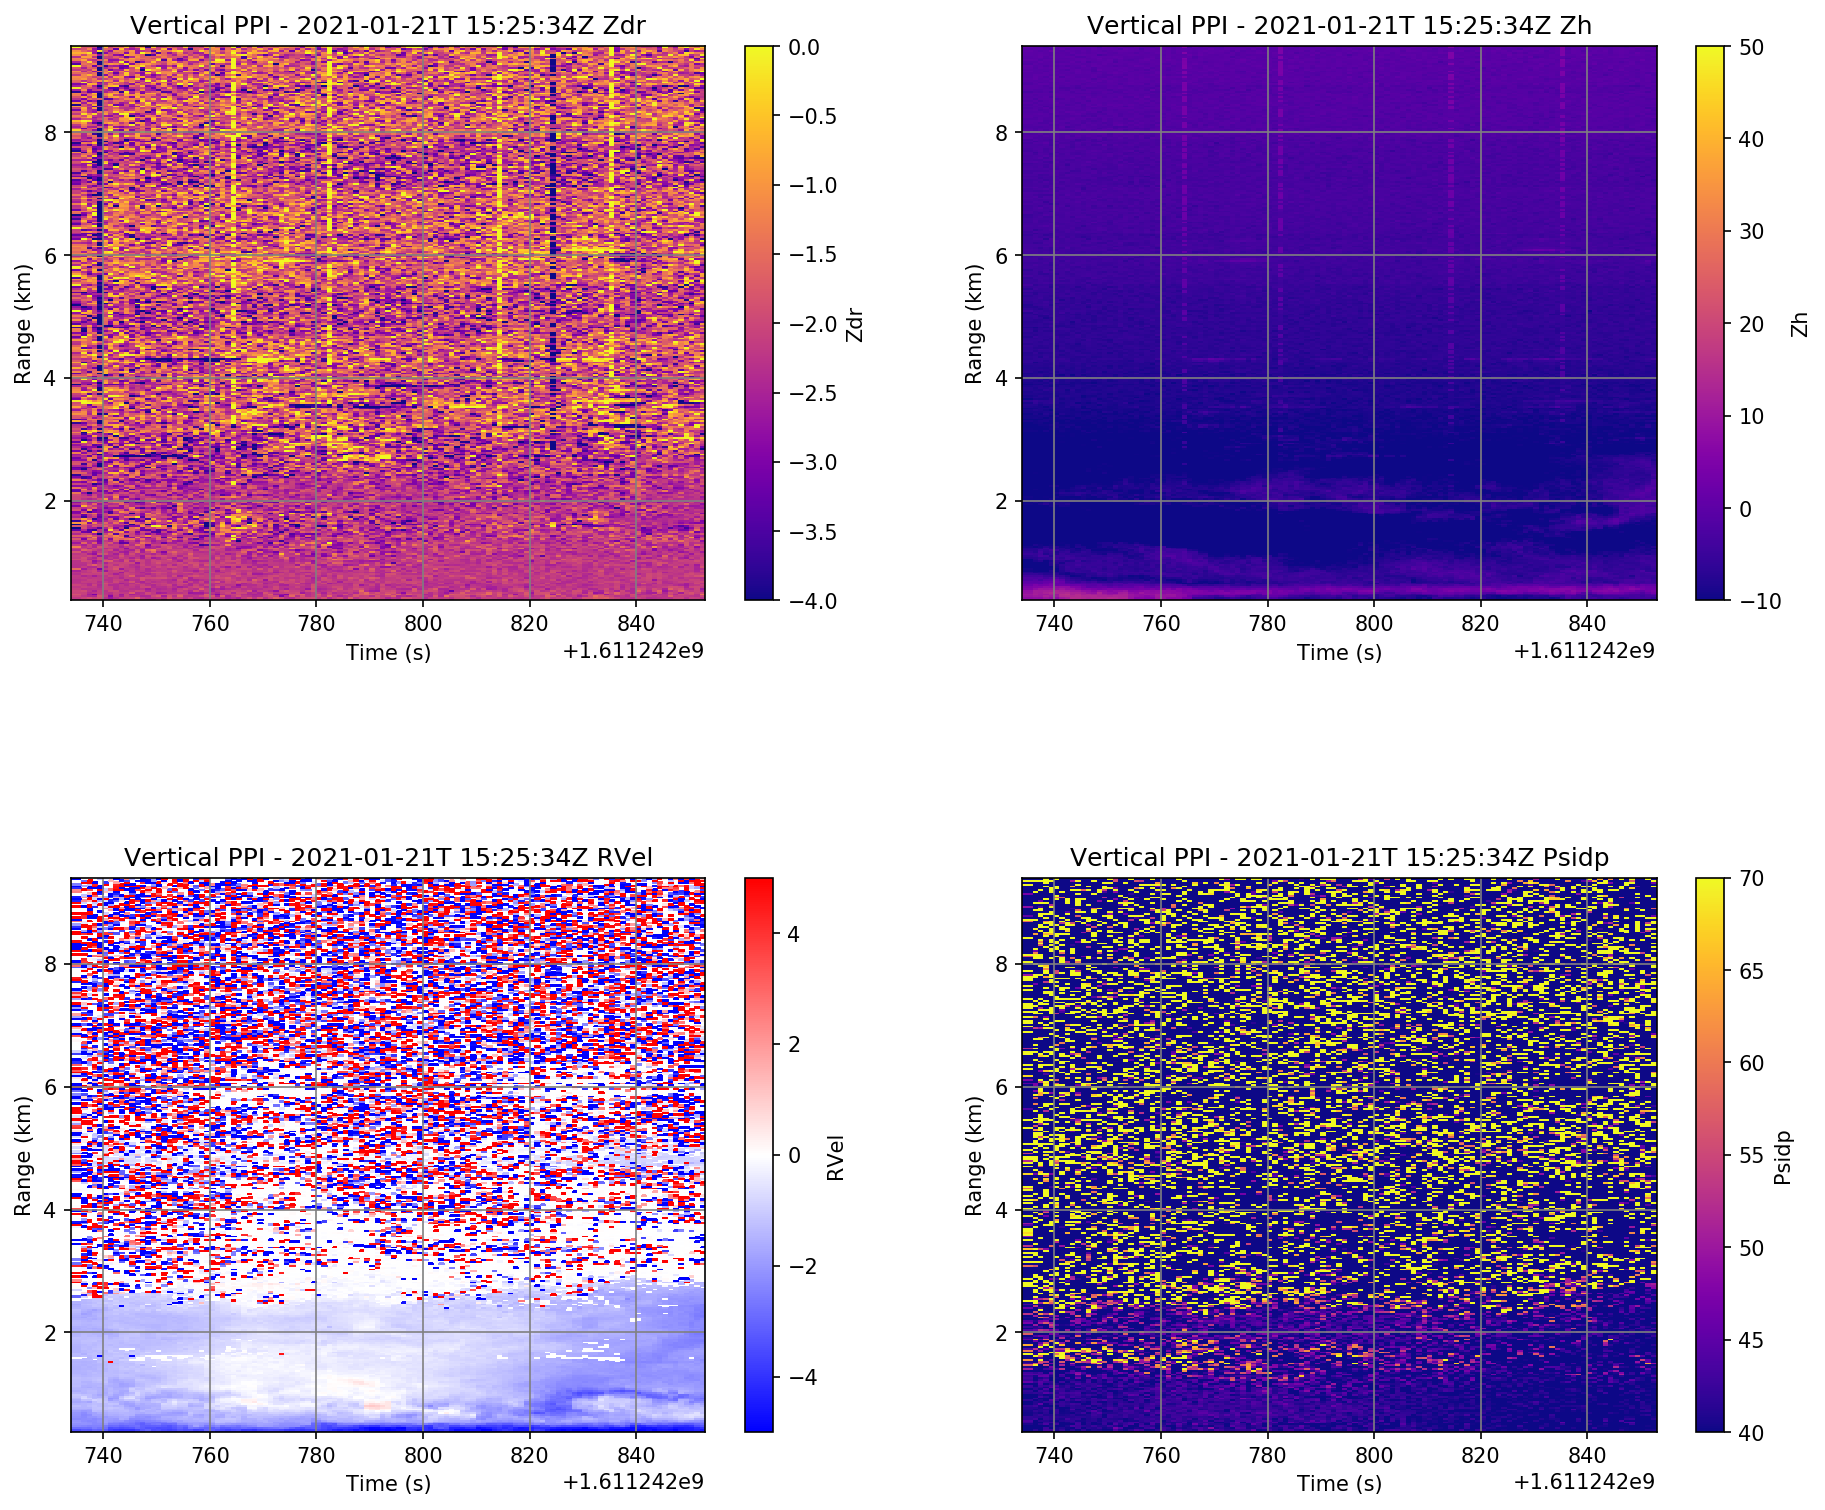 Vertical PPI - 2021-01-21T 15:25:34Z Zdr
Range (km)
8
6
4
2
740 760 780 800 820 840
Time (s)
+1.611242e9
0.0
−0.5
−1.0
−1.5
−2.0
−2.5
−3.0
−3.5
−4.0
Zdr
Vertical PPI - 2021-01-21T 15:25:34Z Zh
Range (km)
8
6
4
2
740 760 780 800 820 840
Time (s)
+1.611242e9
50
40
30
20
10
0
−10
Zh
Vertical PPI - 2021-01-21T 15:25:34Z RVel
Range (km)
8
6
4
2
740 760 780 800 820 840
Time (s)
+1.611242e9
4
2
0
−2
−4
RVel
Vertical PPI - 2021-01-21T 15:25:34Z Psidp
Range (km)
8
6
4
2
740 760 780 800 820 840
Time (s)
+1.611242e9
70
65
60
55
50
45
40
Psidp